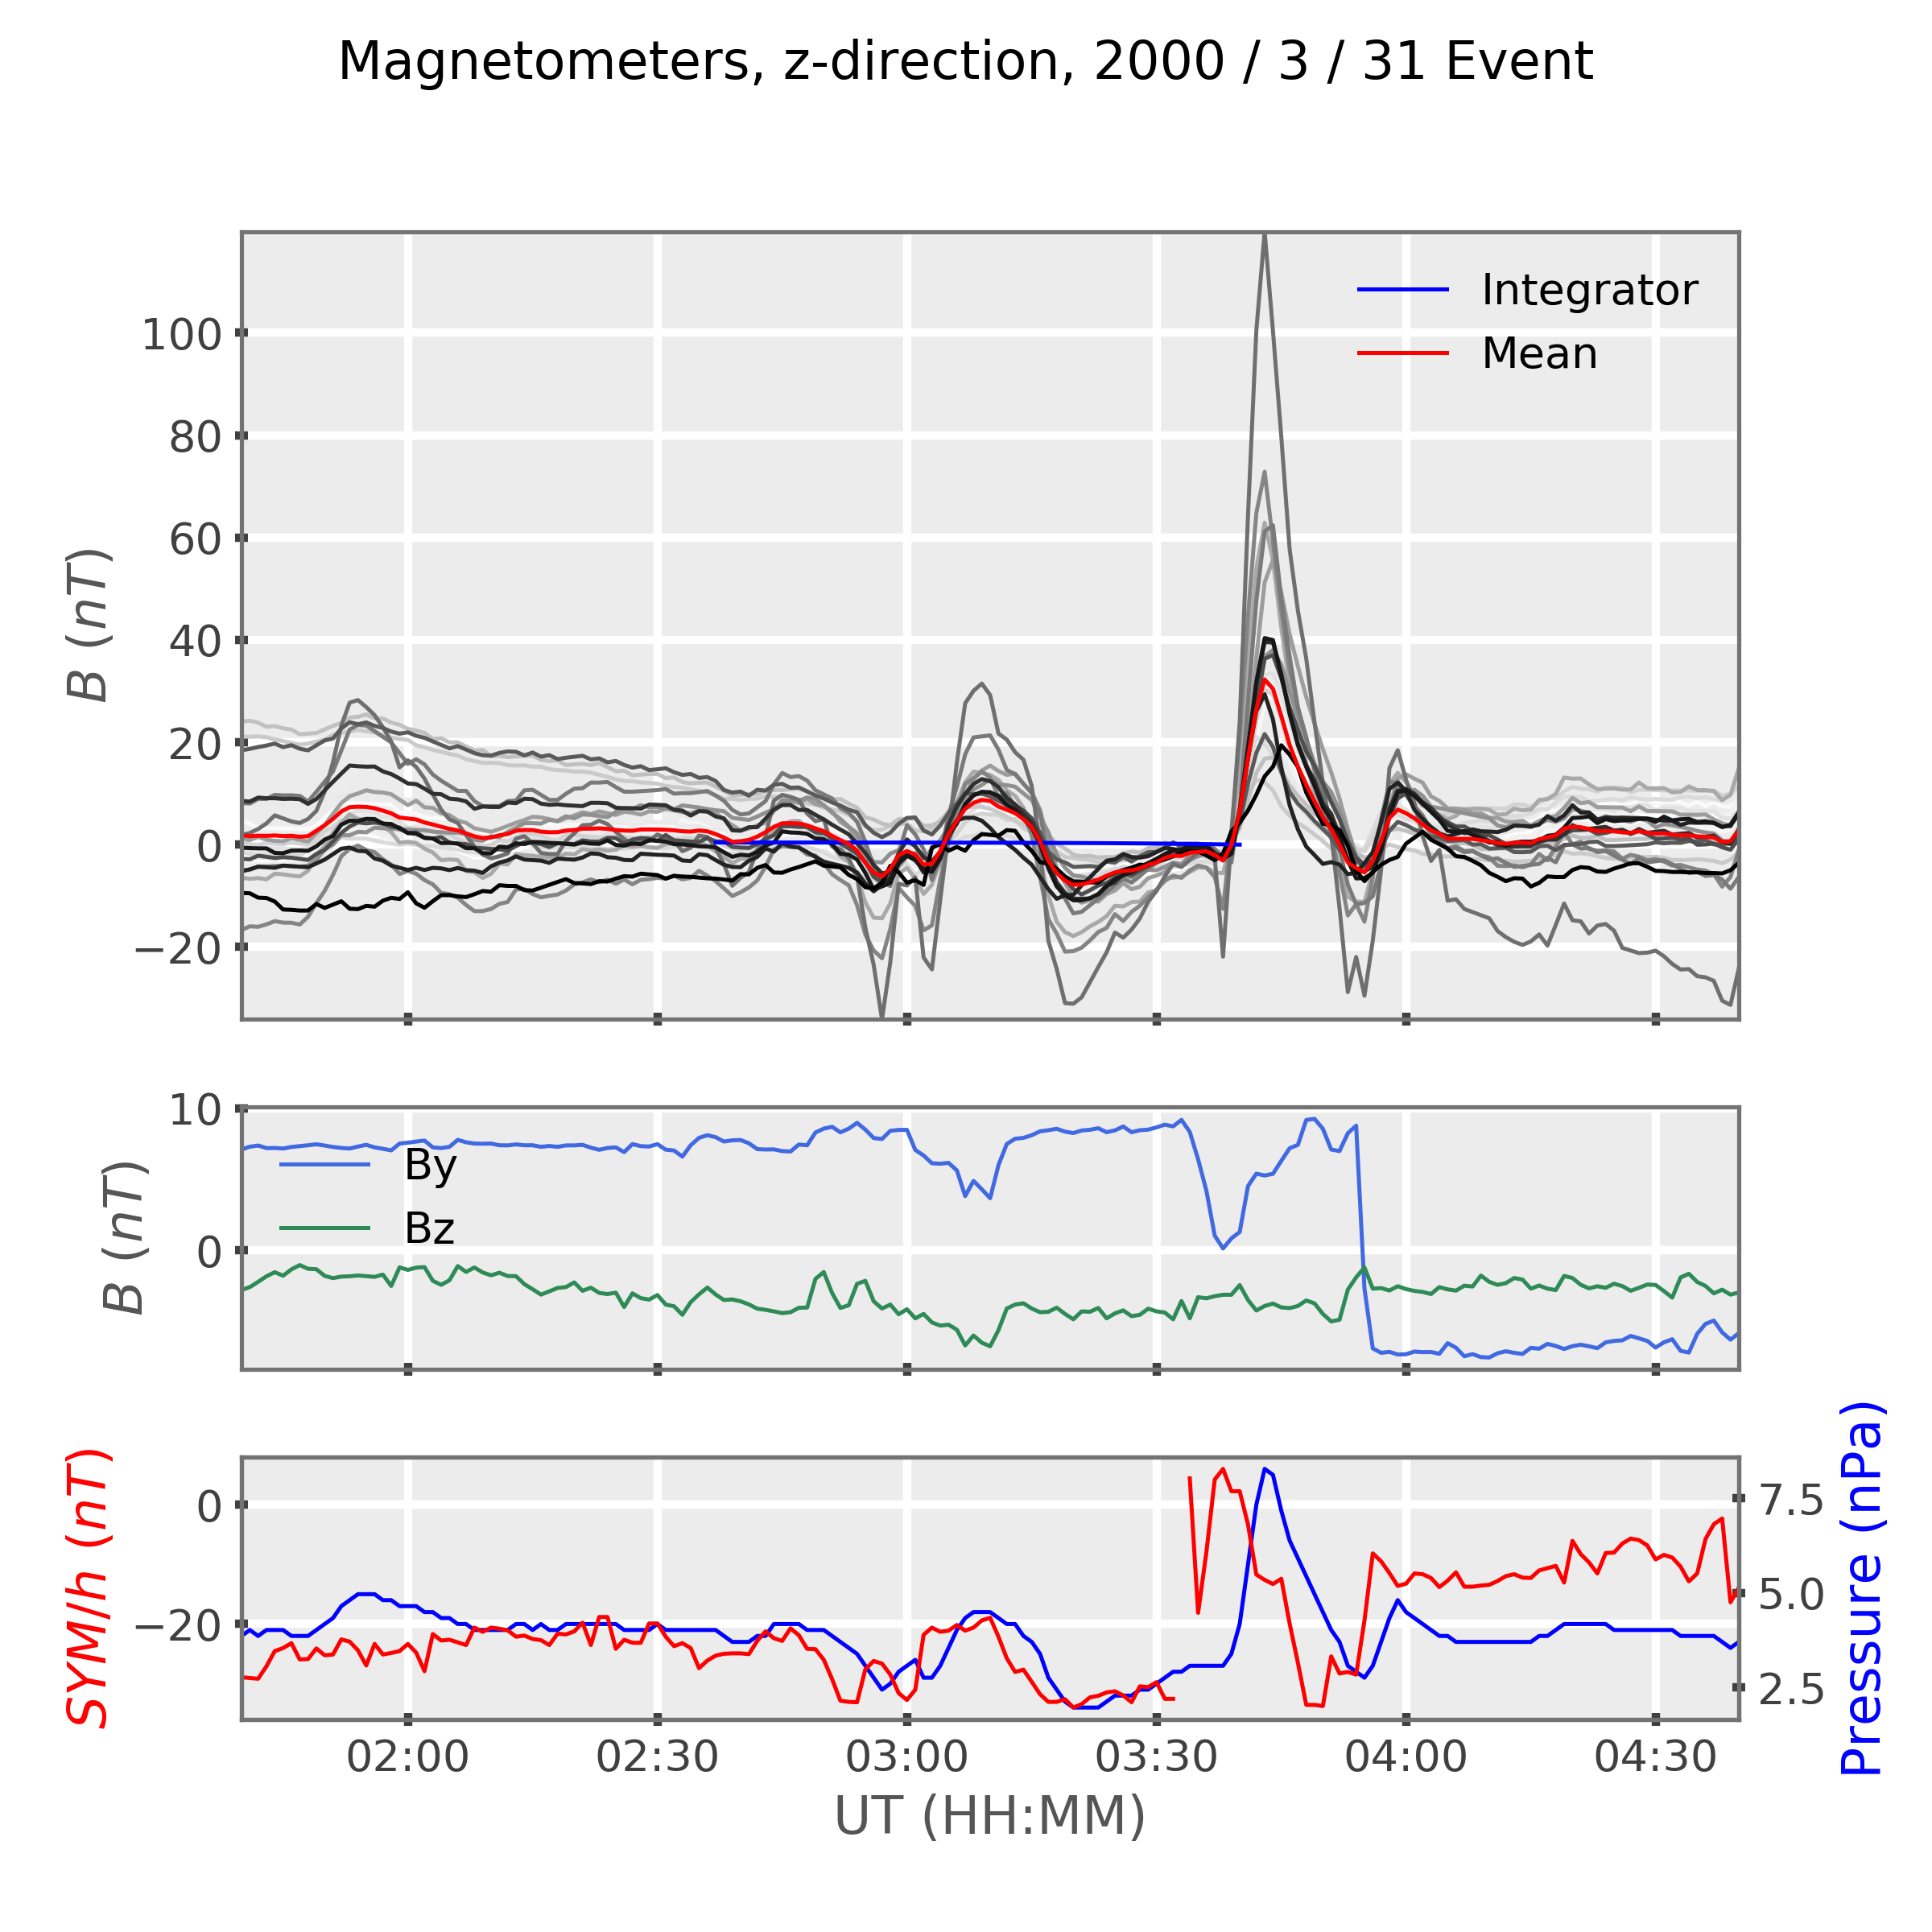 Magnetometers, z-direction, 2000 / 3 / 31 Event
B (nT)
100
80
60
40
20
0
−20
Integrator
Mean
B (nT)
10
0
By
Bz
SYM/h (nT)
0
−20
7.5
5.0
2.5
Pressure (nPa)
02:00 02:30 03:00 03:30 04:00 04:30
UT (HH:MM)